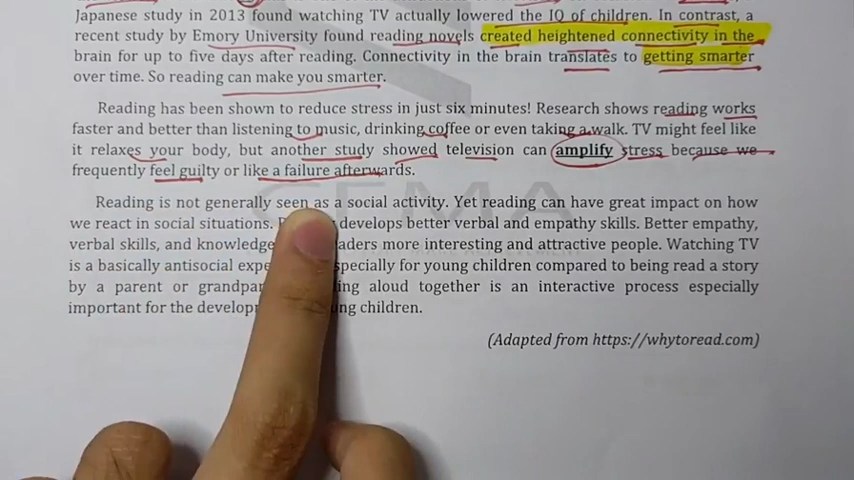 Japanese study in 2013 found watching TV actually lowered the IQ of children. In contrast, a
recent study by Emory University found reading novels created heightened connectivity in the
brain for up to five days after reading. Connectivity in the brain translates to getting smarter
over time. So reading can make you smarter.
Reading has been shown to reduce stress in just six minutes! Research shows reading works
faster and better than listening to music, drinking coffee or even taking a walk. TV might feel like
it relaxes your body, but another study showed television can amplify stress because we
frequently feel guilty or like a failure afterwards.
Reading is not generally seen as a social activity. Yet reading can have great impact on how
we react in social situations. develops better verbal and empathy skills. Better empathy,
verbal skills, and knowledge more interesting and attractive people. Watching TV
is a basically antisocial especially for young children compared to being read a story
by a parent or aloud together is an interactive process especially
important for the children.
(Adapted from https://whytoread.com)